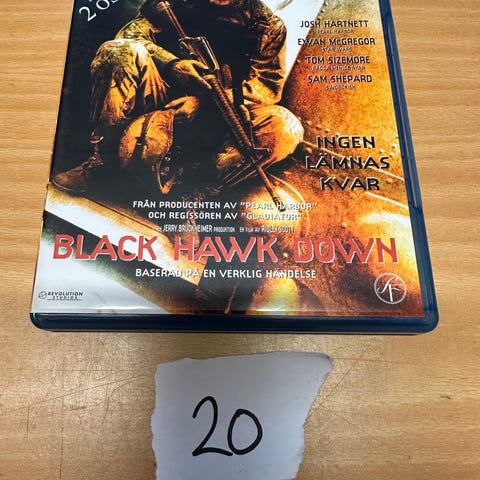 JOSH HARTNETT
PEARL HARBOR
EWAN McGREGOR
STAR WARS
TOM SIZEMORE
SAM SHEPARD
INGEN
LÄMNAS
KVAR
FRÅN PRODUCENTEN AV "PEARL HARBOR"
OCH REGISSÖREN AV "GLADIATOR"
EN JERRY BRUCKHEIMER PRODUKTION EN FILM AV RIDLEY SCOTT
BLACK HAWK DOWN
BASERAD PÅ EN VERKLIG HÄNDELSE
REVOLUTION
STUDIOS
SF
20